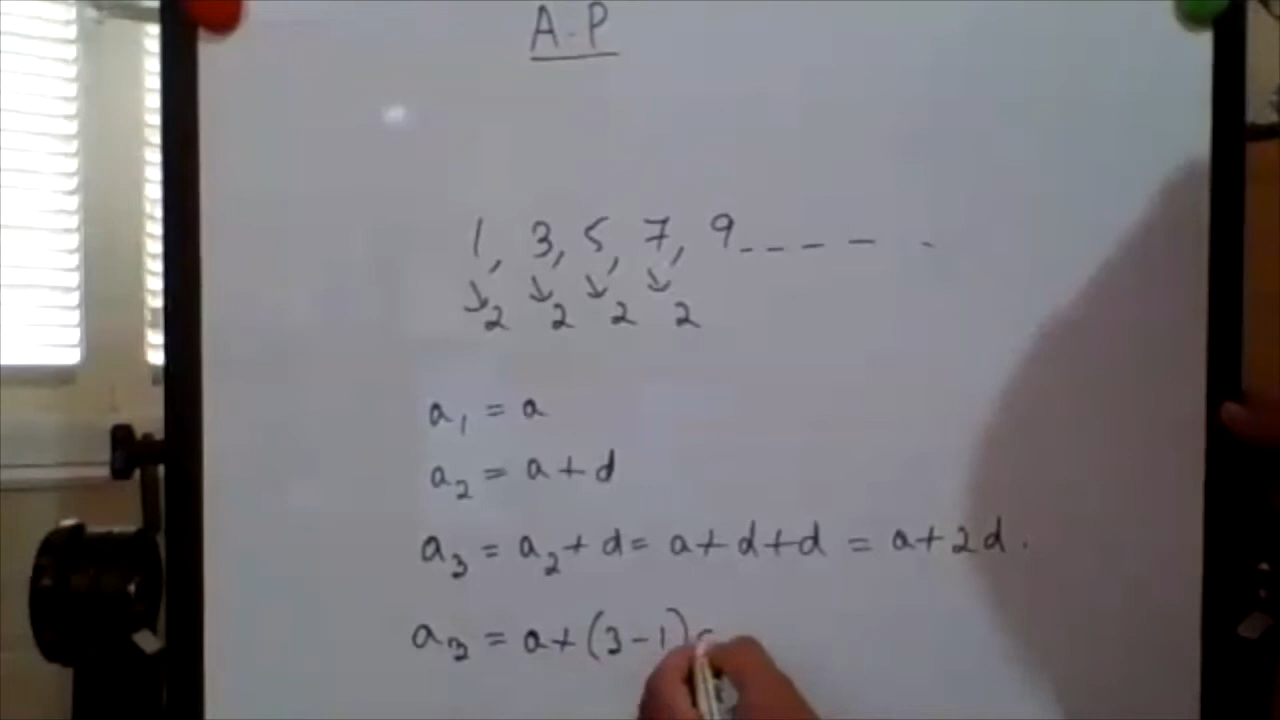 A-P
1, 3, 5, 7, 9 - - - - -
↘2 ↘2 ↘2 ↘2
a₁ = a
a₂ = a + d
a₃ = a₂ + d = a + d + d = a + 2d.
a₃ = a + (3-1)